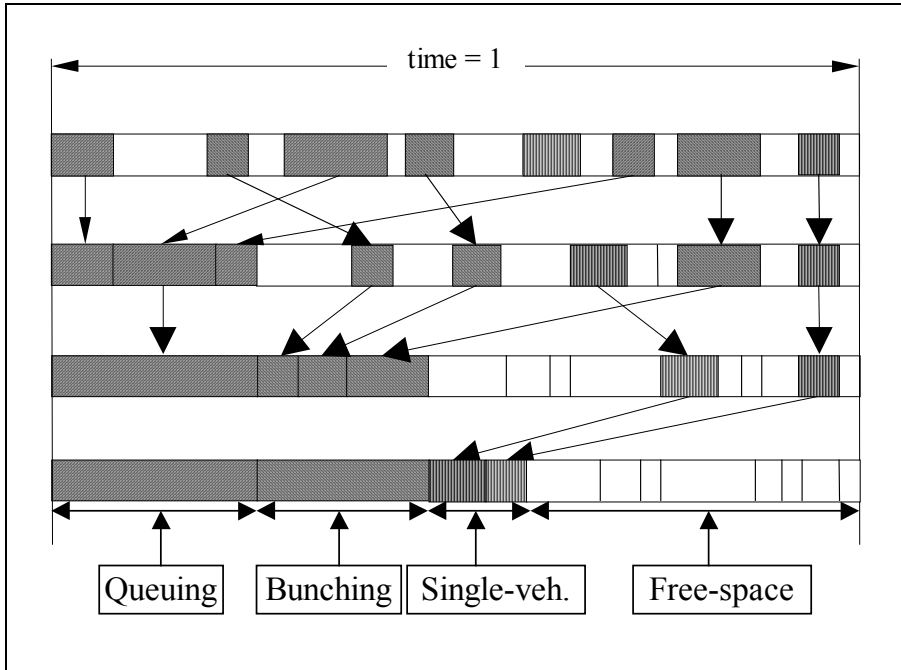 time = 1
Queuing
Bunching
Single-veh.
Free-space